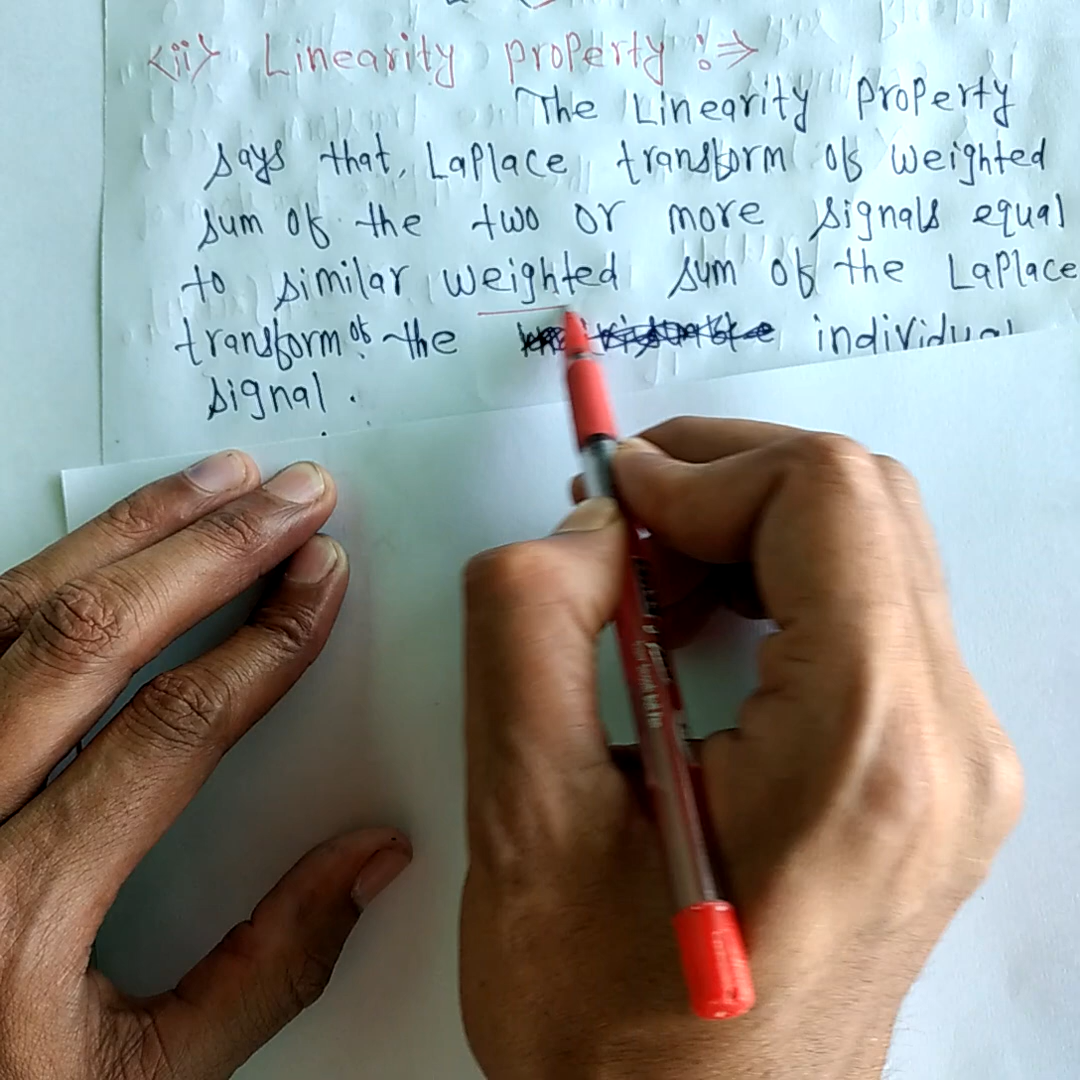 <ii> Linearity property :⇒
The Linearity Property
says that, Laplace transform of weighted
sum of the two or more signals equal
to similar weighted sum of the Laplace
transform of the individual
signal.